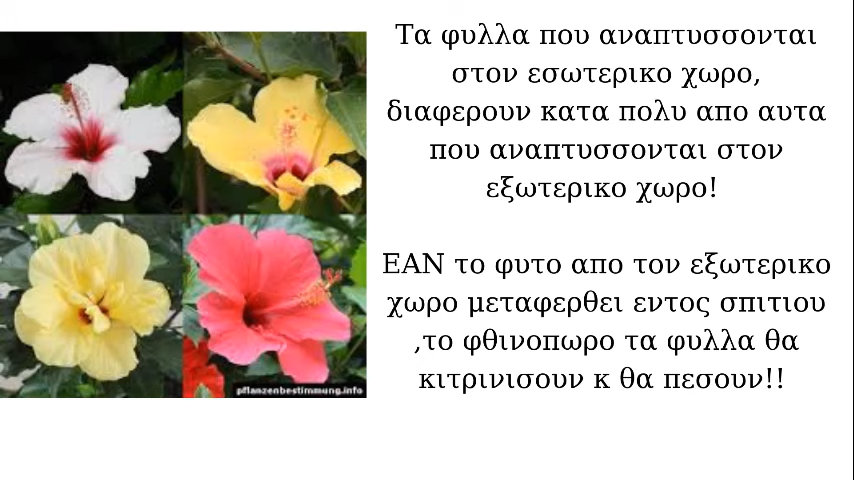 Τα φυλλα που αναπτυσσονται
στον εσωτερικο χωρο,
διαφερουν κατα πολυ απο αυτα
που αναπτυσσονται στον
εξωτερικο χωρο!
ΕΑΝ το φυτο απο τον εξωτερικο
χωρο μεταφερθει εντος σπιτιου
,το φθινοπωρο τα φυλλα θα
κιτρινισουν κ θα πεσουν!!
pflanzenbestimmung.info